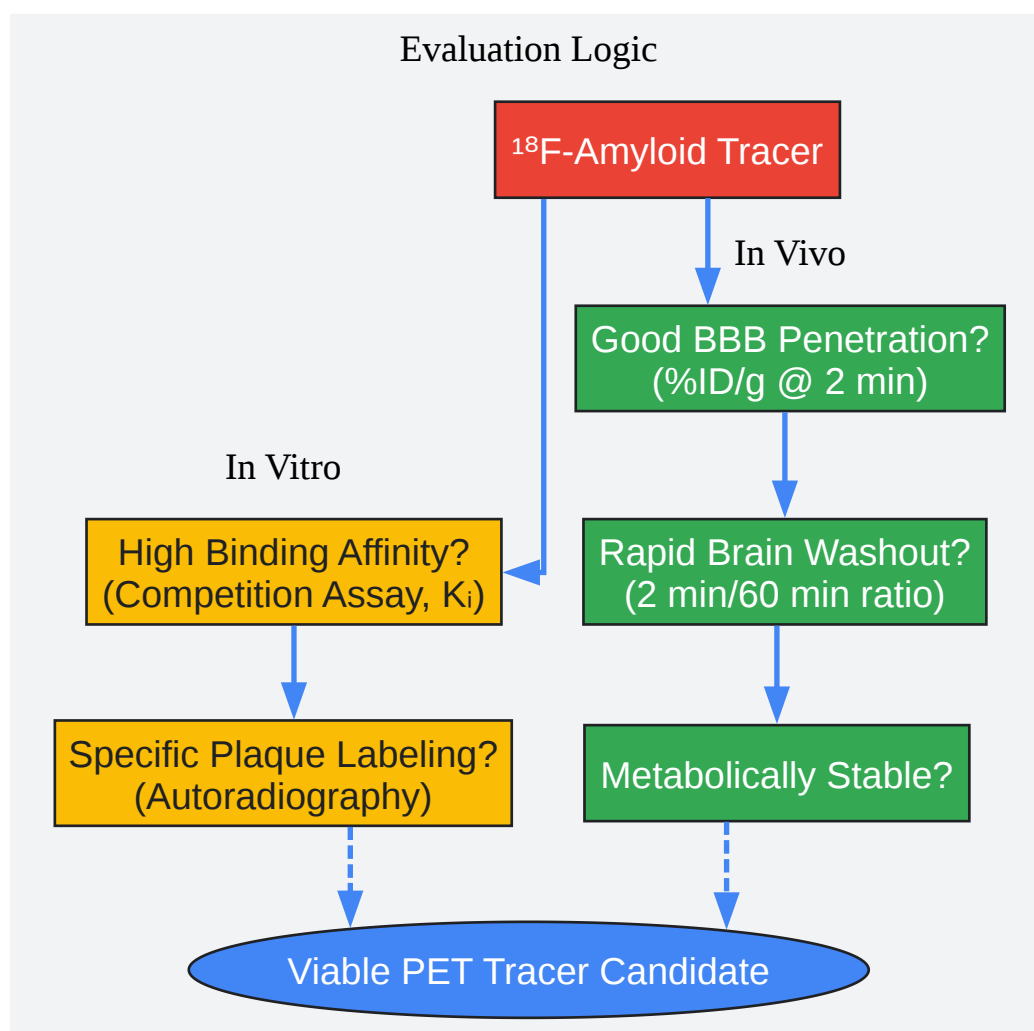 Evaluation Logic
¹⁸F-Amyloid Tracer
In Vivo
Good BBB Penetration?
(%ID/g @ 2 min)
In Vitro
High Binding Affinity?
(Competition Assay, Kᵢ)
Rapid Brain Washout?
(2 min/60 min ratio)
Specific Plaque Labeling?
(Autoradiography)
Metabolically Stable?
Viable PET Tracer Candidate